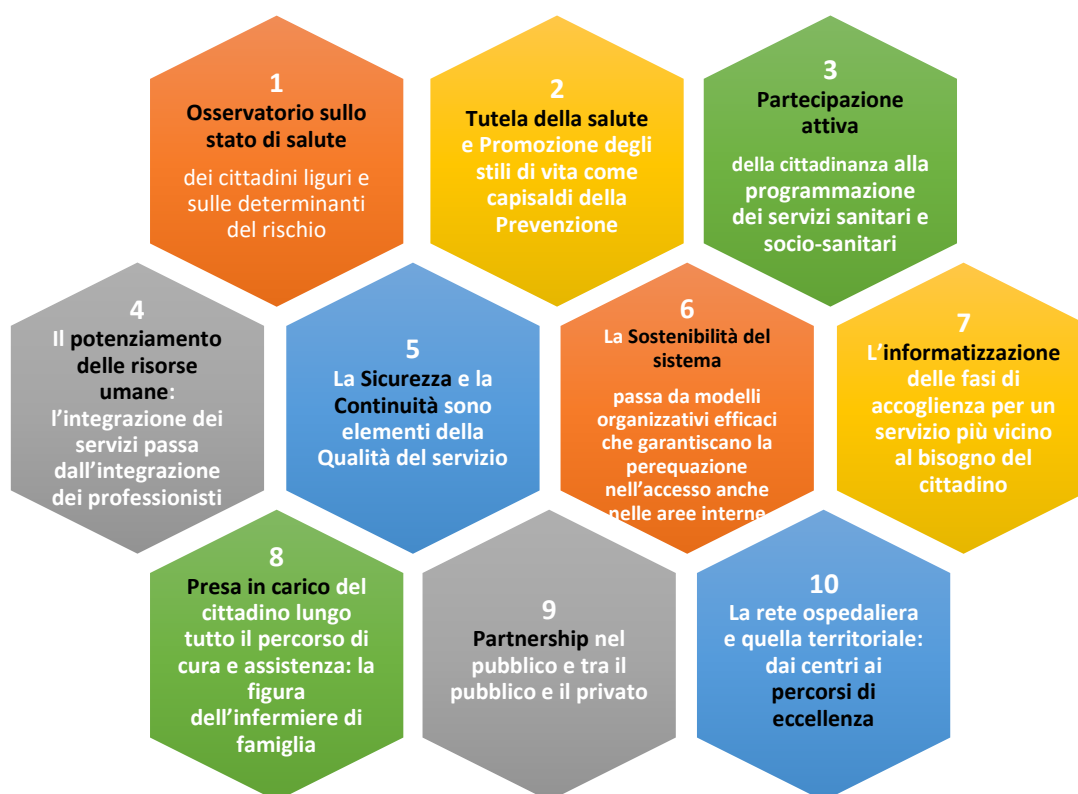 1
Osservatorio sullo
stato di salute
dei cittadini liguri e
sulle determinanti
del rischio
2
Tutela della salute
e Promozione degli
stili di vita come
capisaldi della
Prevenzione
3
Partecipazione
attiva
della cittadinanza alla
programmazione
dei servizi sanitari e
socio-sanitari
4
Il potenziamento
delle risorse
umane:
l’integrazione dei
servizi passa
dall’integrazione
dei professionisti
5
La Sicurezza e la
Continuità sono
elementi della
Qualità del servizio
6
La Sostenibilità del
sistema
passa da modelli
organizzativi efficaci
che garantiscano la
perequazione
nell’accesso anche
nelle aree interne
7
L’informatizzazione
delle fasi di
accoglienza per un
servizio più vicino
al bisogno del
cittadino
8
Presa in carico del
cittadino lungo
tutto il percorso di
cura e assistenza: la
figura
dell’infermiere di
famiglia
9
Partnership nel
pubblico e tra il
pubblico e il privato
10
La rete ospedaliera
e quella territoriale:
dai centri ai
percorsi di
eccellenza